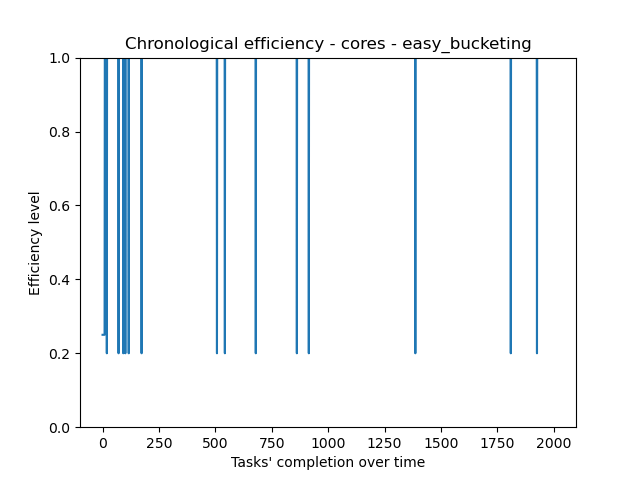 Chronological efficiency - cores - easy_bucketing
Efficiency level
1.0
0.8
0.6
0.4
0.2
0.0
0 250 500 750 1000 1250 1500 1750 2000
Tasks' completion over time